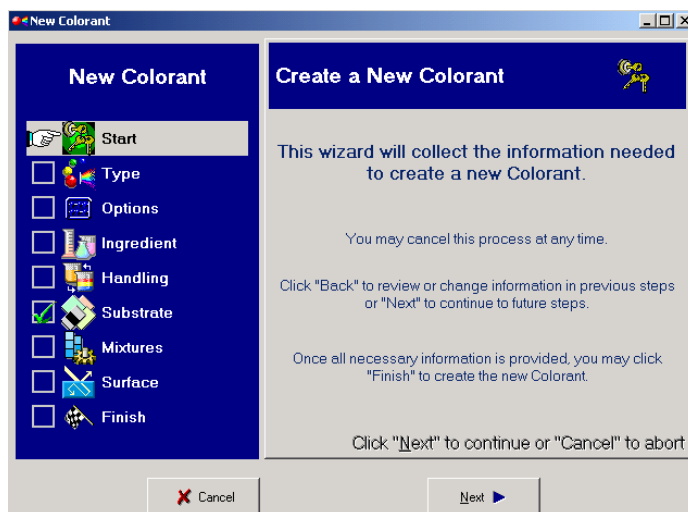 New Colorant
New Colorant
Start
Type
Options
Ingredient
Handling
Substrate
Mixtures
Surface
Finish
Create a New Colorant
This wizard will collect the information needed
to create a new Colorant.
You may cancel this process at any time.
Click "Back" to review or change information in previous steps
or "Next" to continue to future steps.
Once all necessary information is provided, you may click
"Finish" to create the new Colorant.
Click "Next" to continue or "Cancel" to abort
Cancel
Next